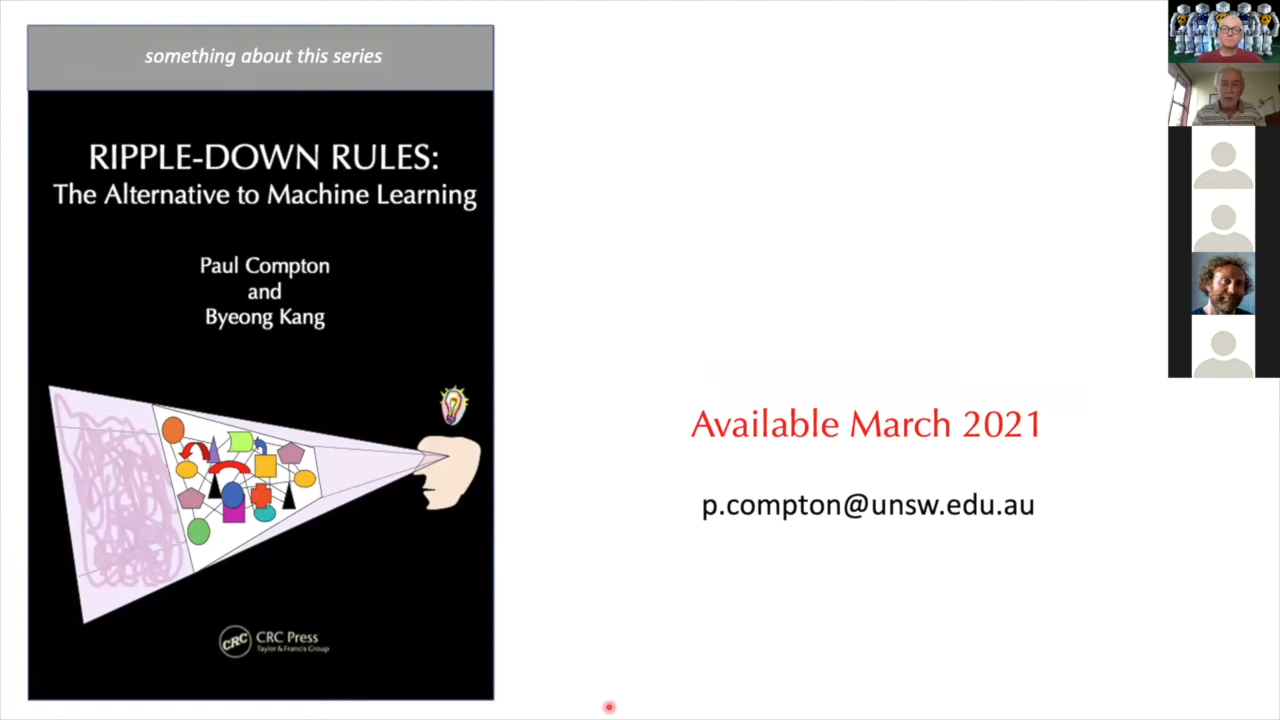 something about this series
RIPPLE-DOWN RULES:
The Alternative to Machine Learning
Paul Compton
and
Byeong Kang
CRC CRC Press
Taylor & Francis Group
Available March 2021
p.compton@unsw.edu.au